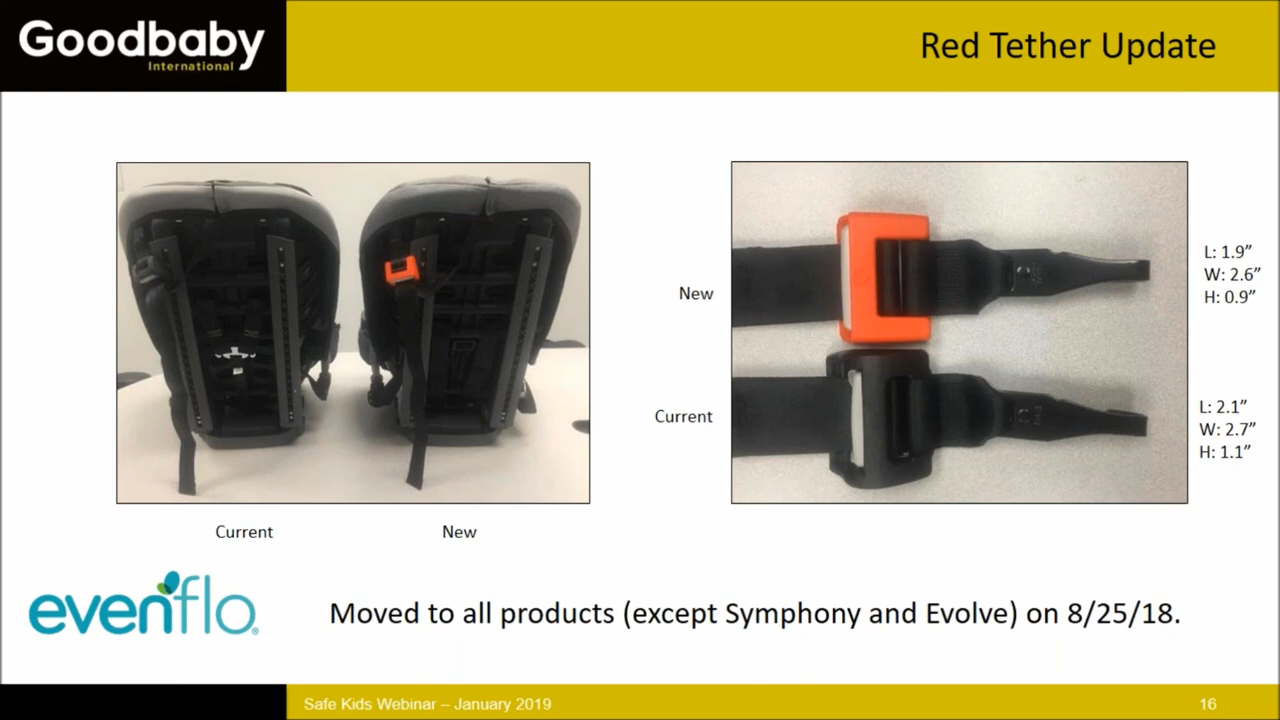 Goodbaby
International
Red Tether Update
New
Current
L: 1.9”
W: 2.6”
H: 0.9”
L: 2.1”
W: 2.7”
H: 1.1”
Current
New
evenflo®
Moved to all products (except Symphony and Evolve) on 8/25/18.
Safe Kids Webinar – January 2019
16